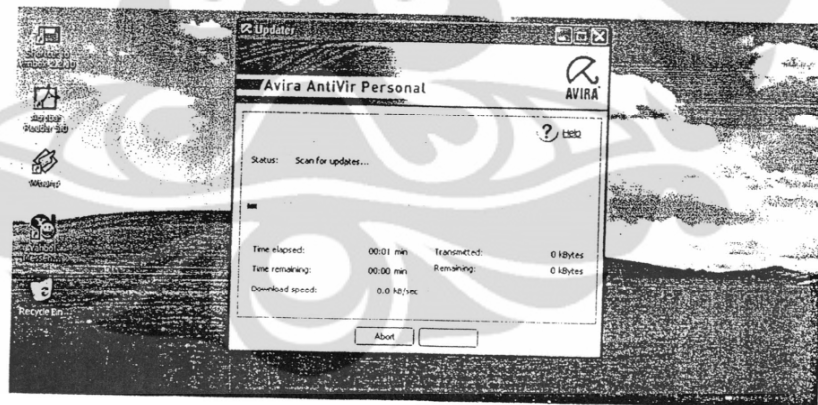 Updater
Avira AntiVir Personal
AVIRA
? Help
Status: Scan for updates...
Time elapsed: 00:01 min Transmitted: 0 kBytes
Time remaining: 00:00 min Remaining: 0 kBytes
Download speed: 0.0 kB/sec
Abort
Recycle Bin